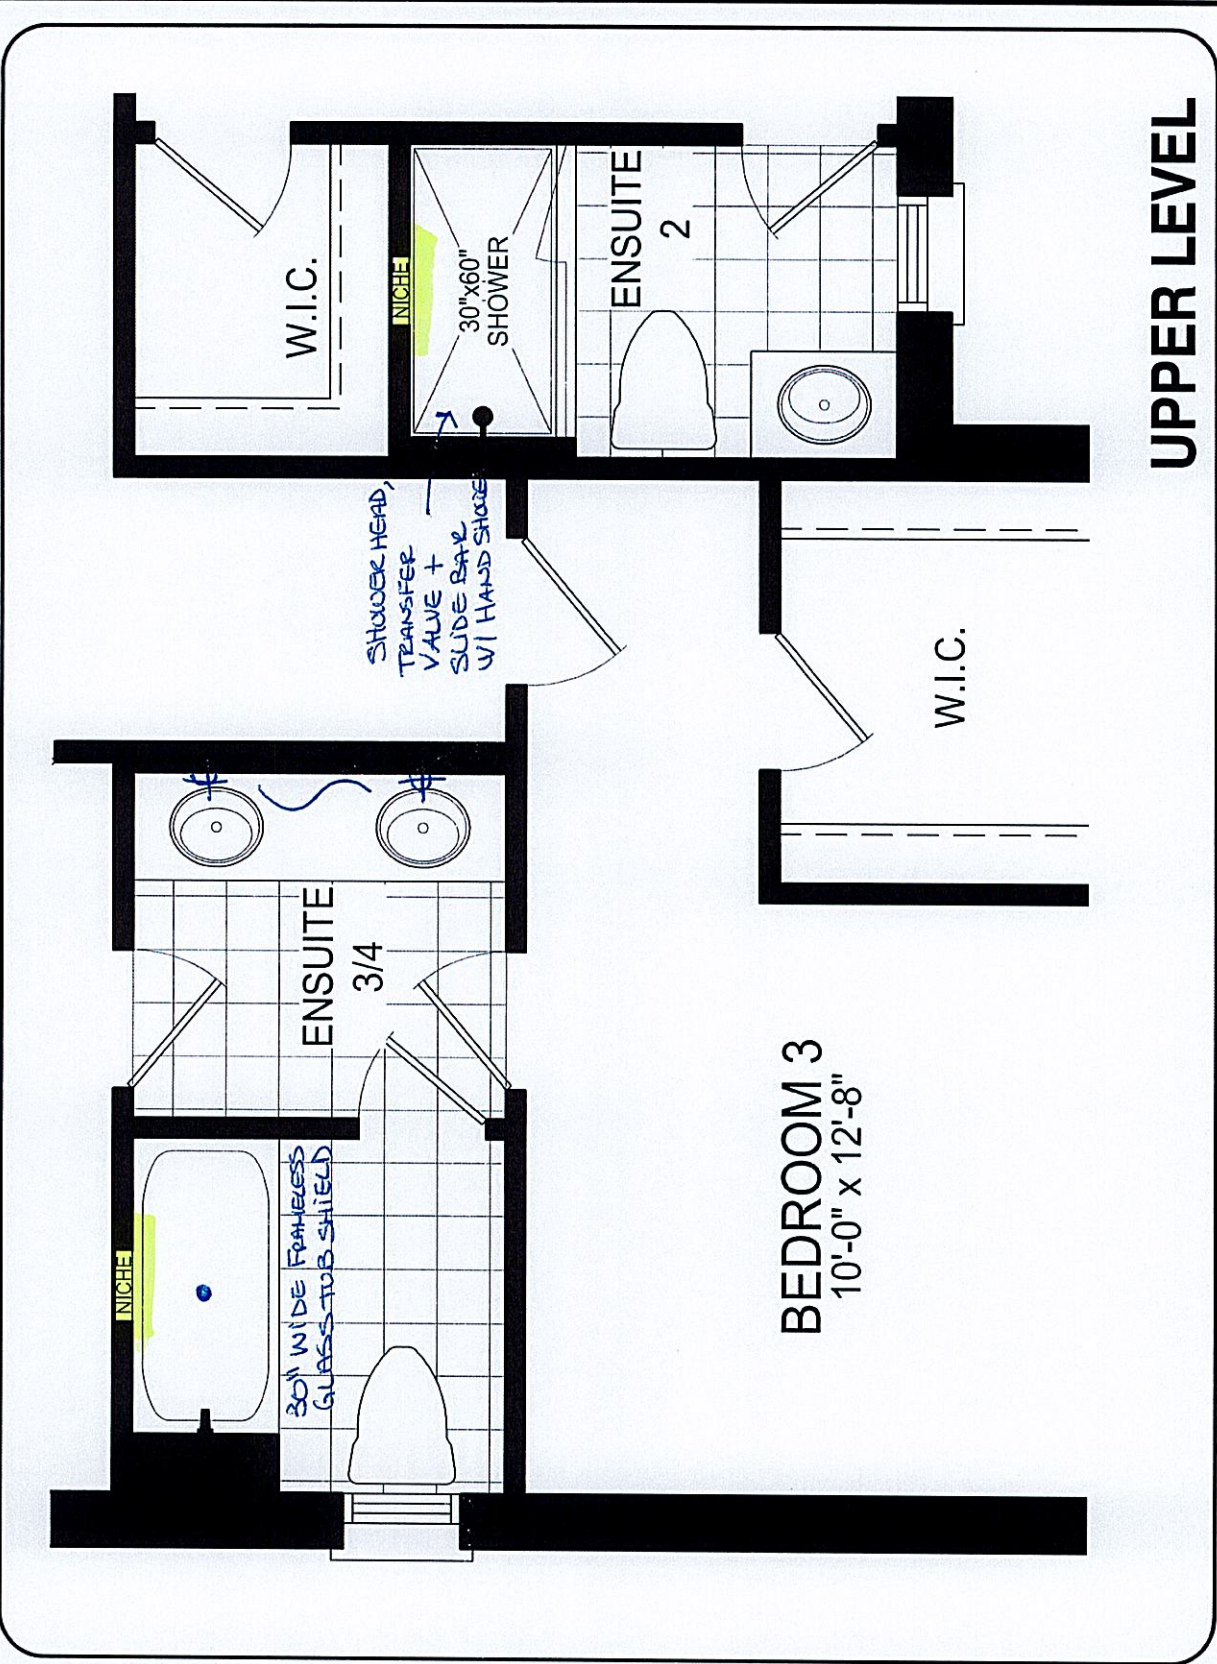 UPPER LEVEL
W.I.C.
NICHE
30"x60"
SHOWER
ENSUITE
2
SHOWER HEAD,
TRANSFER
VALVE +
SLIDE BAR
W/ HAND SHOWE
W.I.C.
ENSUITE
3/4
NICHE
30" WIDE FRAMELESS
GLASS TUB SHIELD
BEDROOM 3
10'-0" x 12'-8"